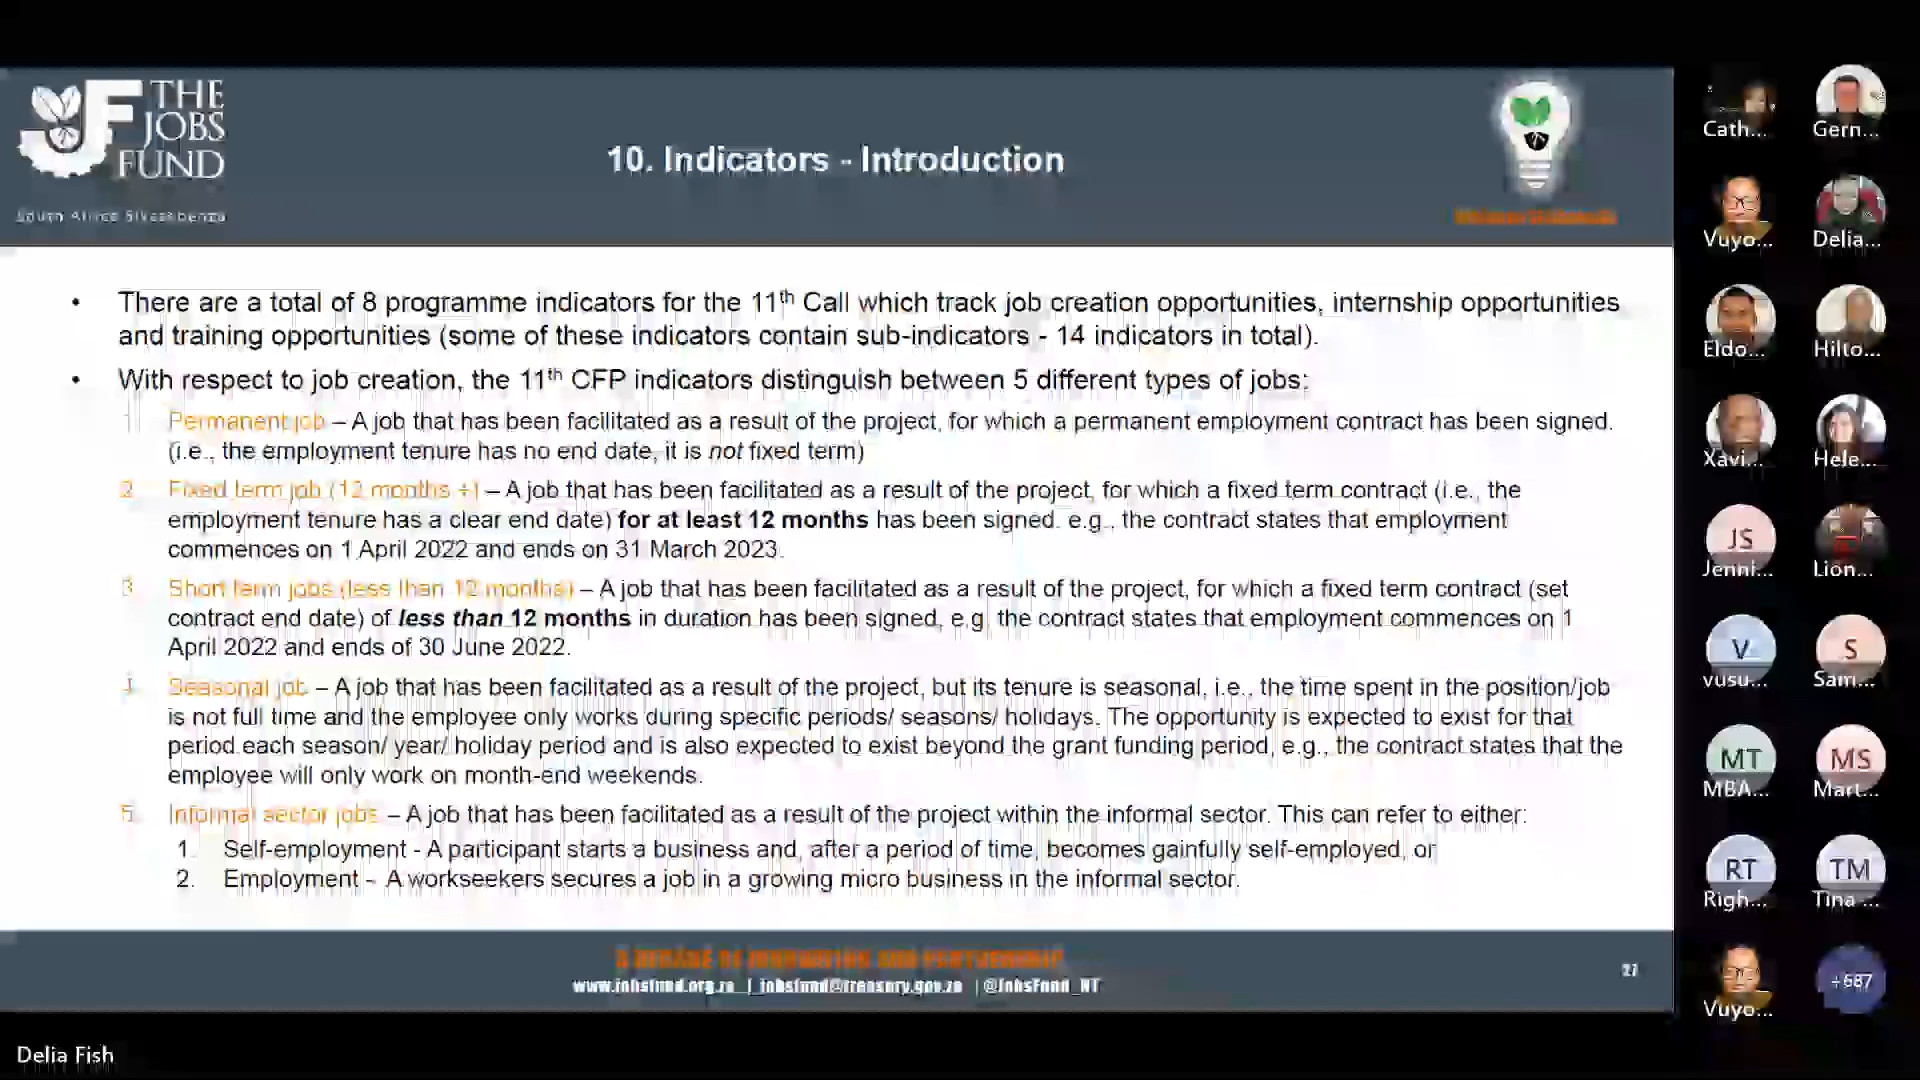 THE
JOBS
FUND
10. Indicators - Introduction
• There are a total of 8 programme indicators for the 11th Call which track job creation opportunities, internship opportunities
and training opportunities (some of these indicators contain sub-indicators - 14 indicators in total).
• With respect to job creation, the 11th CFP indicators distinguish between 5 different types of jobs:
1. Permanent job – A job that has been facilitated as a result of the project, for which a permanent employment contract has been signed.
(i.e., the employment tenure has no end date, it is not fixed term)
2. Fixed term job (12 months +) – A job that has been facilitated as a result of the project, for which a fixed term contract (i.e., the
employment tenure has a clear end date) for at least 12 months has been signed. e.g., the contract states that employment
commences on 1 April 2022 and ends on 31 March 2023.
3. Short term jobs (less than 12 months) – A job that has been facilitated as a result of the project, for which a fixed term contract (set
contract end date) of less than 12 months in duration has been signed, e.g. the contract states that employment commences on 1
April 2022 and ends of 30 June 2022.
4. Seasonal job – A job that has been facilitated as a result of the project, but its tenure is seasonal, i.e., the time spent in the position/job
is not full time and the employee only works during specific periods/ seasons/ holidays. The opportunity is expected to exist for that
period each season/ year/ holiday period and is also expected to exist beyond the grant funding period, e.g., the contract states that the
employee will only work on month-end weekends.
5. Informal sector jobs – A job that has been facilitated as a result of the project within the informal sector. This can refer to either:
1. Self-employment - A participant starts a business and, after a period of time, becomes gainfully self-employed, or
2. Employment - A workseekers secures a job in a growing micro business in the informal sector.
A DECADE OF INNOVATION AND PARTNERSHIP
www.jobsfund.org.za | jobsfund@treasury.gov.za | @JobsFund_NT
27
Cath... Gern...
Vuyo... Delia...
Eldo... Hilto...
Xavi... Hele...
JS
Jenni... Lion...
V S
vusu... Sam...
MT MS
MBA... Mart...
RT TM
Righ... Tina ...
+687
Vuyo...
Delia Fish